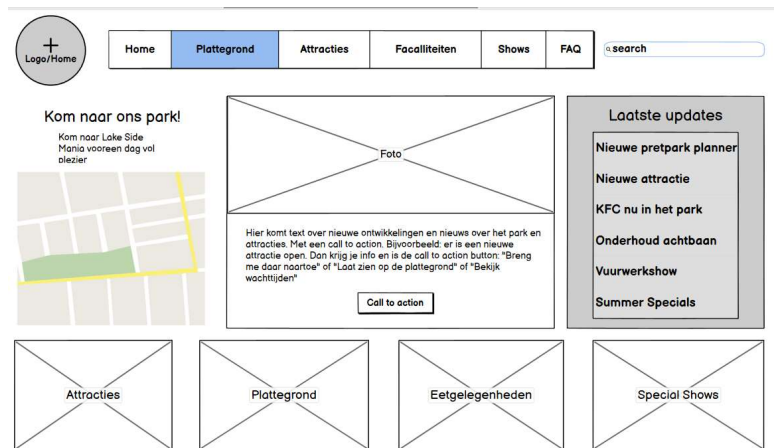 Logo/Home
Home
Plattegrond
Attracties
Facalliteiten
Shows
FAQ
search
Kom naar ons park!
Kom naar Lake Side
Mania vooreen dag vol
plezier
Foto
Hier komt text over nieuwe ontwikkelingen en nieuws over het park en
attracties. Met een call to action. Bijvoorbeeld: er is een nieuwe
attractie open. Dan krijg je info en is de call to action button: "Breng
me daar naartoe" of "Laat zien op de plattegrond" of "Bekijk
wachttijden"
Call to action
Laatste updates
Nieuwe pretpark planner
Nieuwe attractie
KFC nu in het park
Onderhoud achtbaan
Vuurwerkshow
Summer Specials
Attracties
Plattegrond
Eetgelegenheden
Special Shows